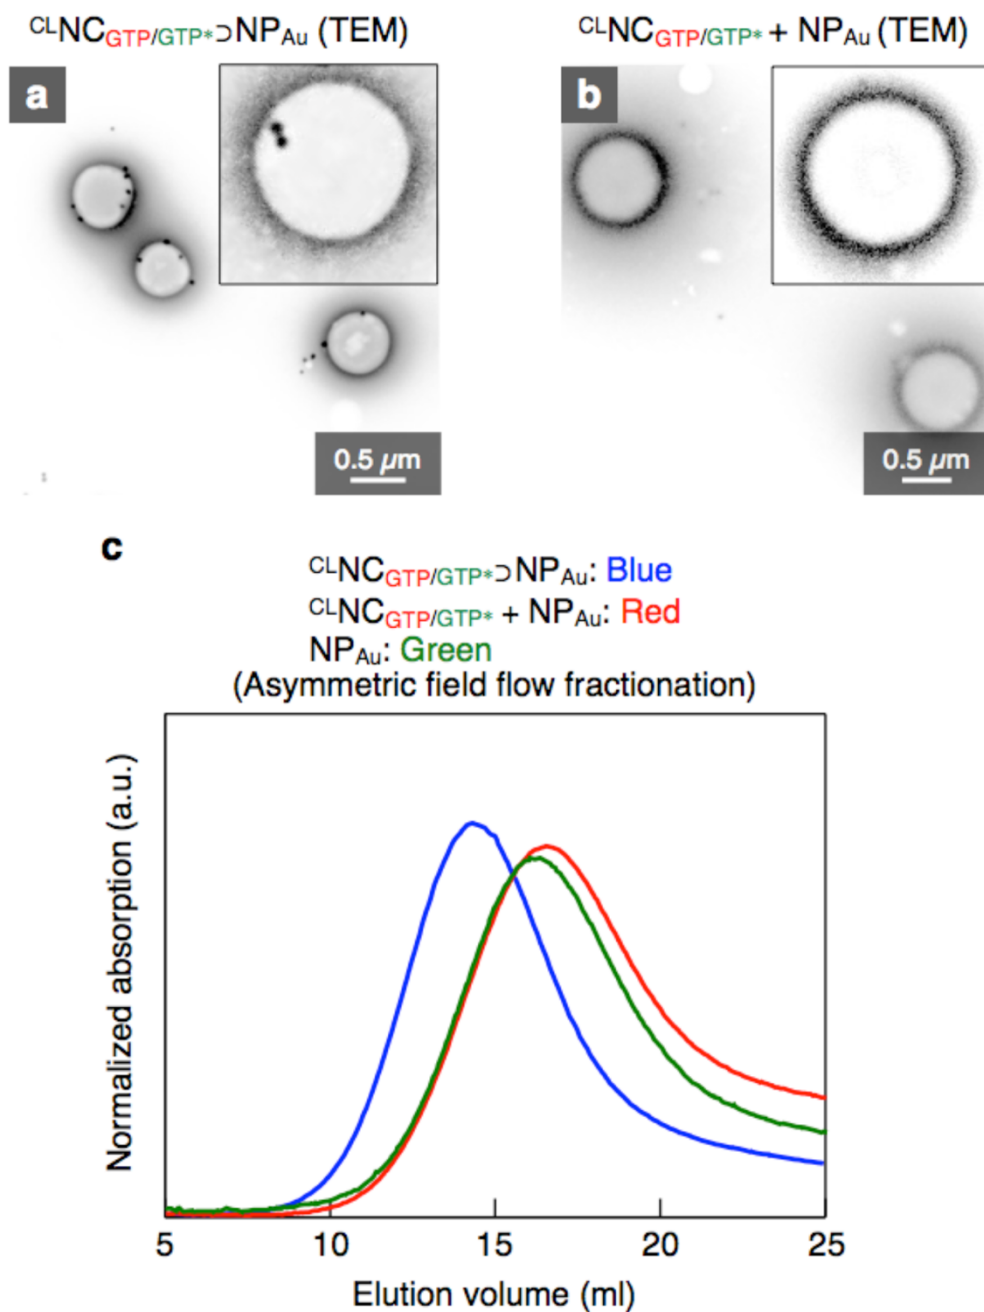 CLNCGTP/GTP*⊃NPAu (TEM)
CLNCGTP/GTP* + NPAu (TEM)
a
b
0.5 µm
0.5 µm
c
CLNCGTP/GTP*⊃NPAu: Blue
CLNCGTP/GTP* + NPAu: Red
NPAu: Green
(Asymmetric field flow fractionation)
Normalized absorption (a.u.)
5 10 15 20 25
Elution volume (ml)